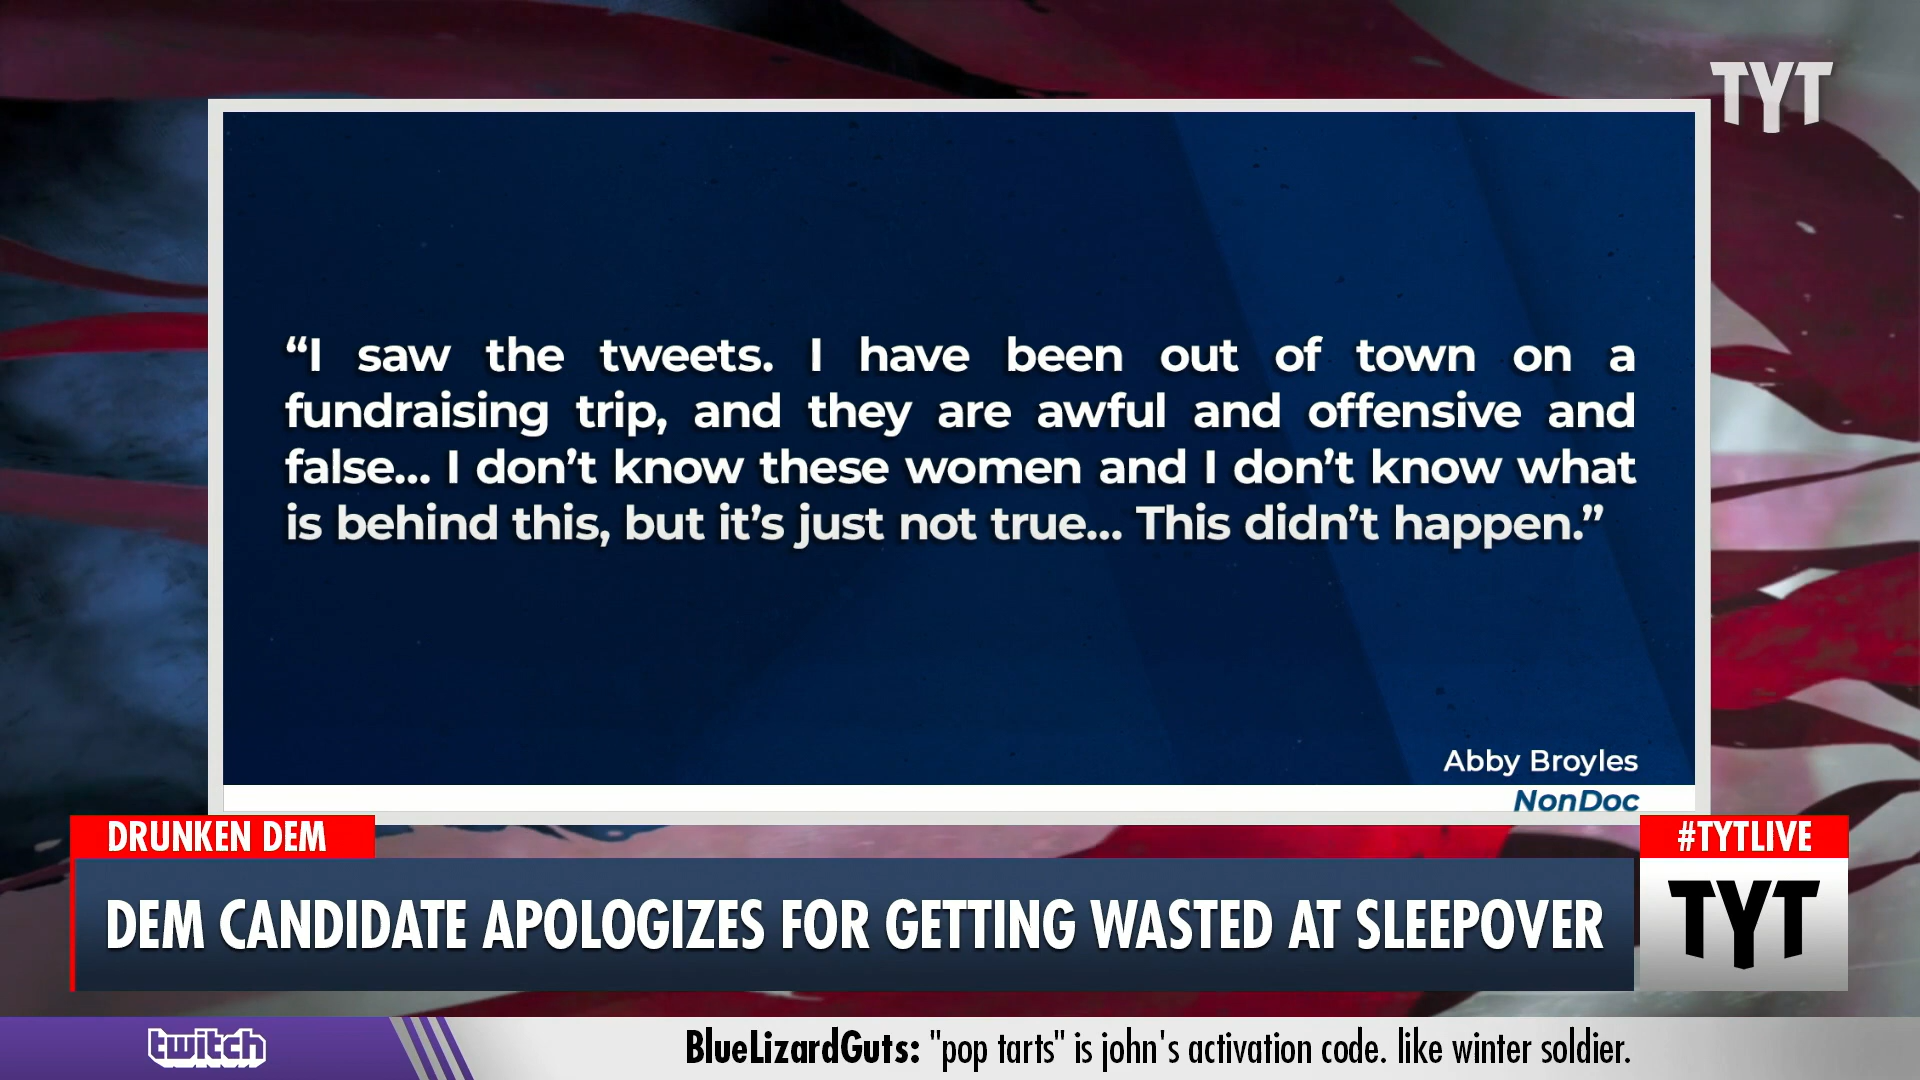 TYT
“I saw the tweets. I have been out of town on a
fundraising trip, and they are awful and offensive and
false... I don’t know these women and I don’t know what
is behind this, but it’s just not true... This didn’t happen.”
Abby Broyles
NonDoc
DRUNKEN DEM
#TYTLIVE
DEM CANDIDATE APOLOGIZES FOR GETTING WASTED AT SLEEPOVER
TYT
twitch
BlueLizardGuts: "pop tarts" is john's activation code. like winter soldier.